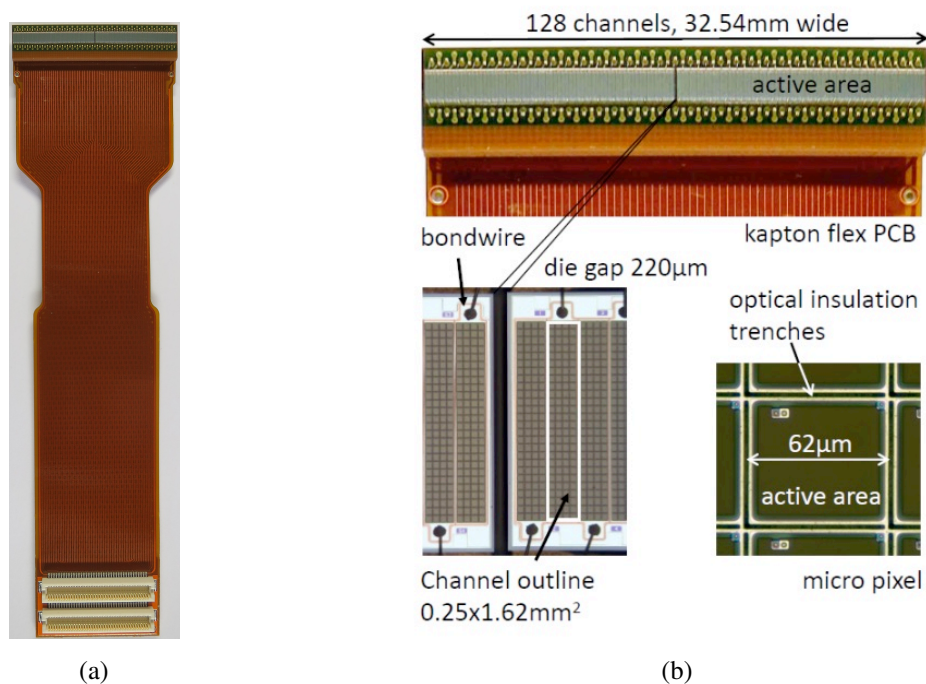 128 channels, 32.54mm wide
active area
bondwire
kapton flex PCB
die gap 220µm
optical insulation
trenches
62µm
active area
Channel outline
0.25x1.62mm²
micro pixel
(a)
(b)